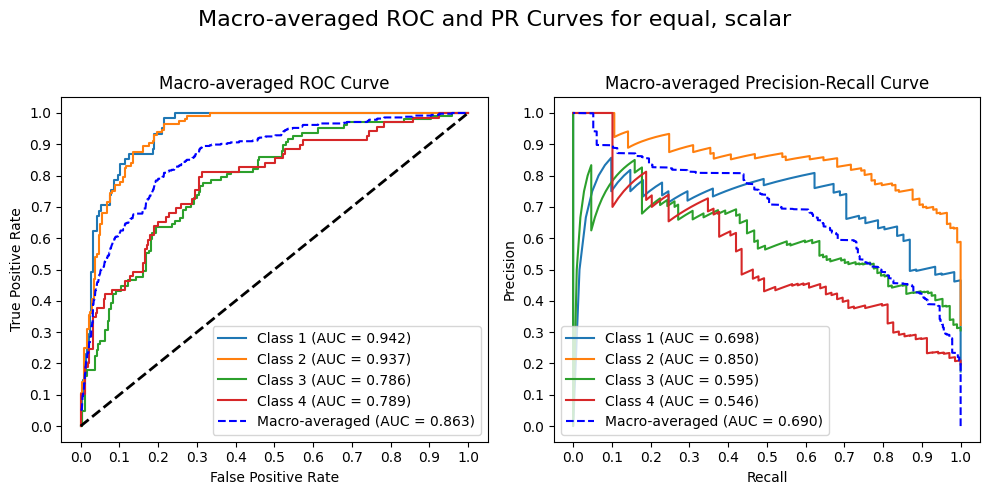 Macro-averaged ROC and PR Curves for equal, scalar
Macro-averaged ROC Curve
True Positive Rate
1.0
0.9
0.8
0.7
0.6
0.5
0.4
0.3
0.2
0.1
0.0
Class 1 (AUC = 0.942)
Class 2 (AUC = 0.937)
Class 3 (AUC = 0.786)
Class 4 (AUC = 0.789)
Macro-averaged (AUC = 0.863)
0.0 0.1 0.2 0.3 0.4 0.5 0.6 0.7 0.8 0.9 1.0
False Positive Rate
Macro-averaged Precision-Recall Curve
Precision
1.0
0.9
0.8
0.7
0.6
0.5
0.4
0.3
0.2
0.1
0.0
Class 1 (AUC = 0.698)
Class 2 (AUC = 0.850)
Class 3 (AUC = 0.595)
Class 4 (AUC = 0.546)
Macro-averaged (AUC = 0.690)
0.0 0.1 0.2 0.3 0.4 0.5 0.6 0.7 0.8 0.9 1.0
Recall